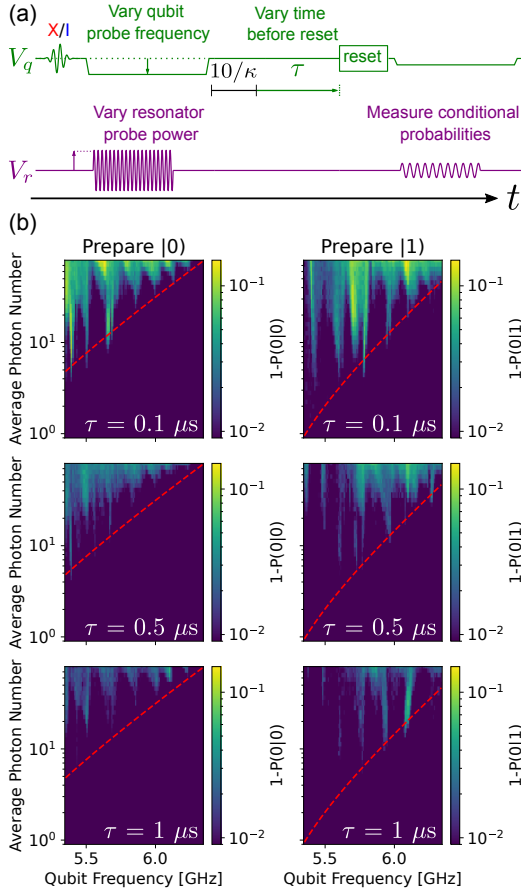 (a)
Vary qubit
probe frequency
Vary time
before reset
X/I
V_q
10/κ
τ
reset
Vary resonator
probe power
Measure conditional
probabilities
V_r
t
(b)
Prepare |0⟩
Prepare |1⟩
Average Photon Number
10^1
10^0
τ = 0.1 μs
10^-1
10^-2
1-P(0|0)
τ = 0.1 μs
10^-1
10^-2
1-P(0|1)
Average Photon Number
10^1
10^0
τ = 0.5 μs
10^-1
10^-2
1-P(0|0)
τ = 0.5 μs
10^-1
10^-2
1-P(0|1)
Average Photon Number
10^1
10^0
τ = 1 μs
10^-1
10^-2
1-P(0|0)
τ = 1 μs
10^-1
10^-2
1-P(0|1)
5.5 6.0
5.5 6.0
Qubit Frequency [GHz]
Qubit Frequency [GHz]